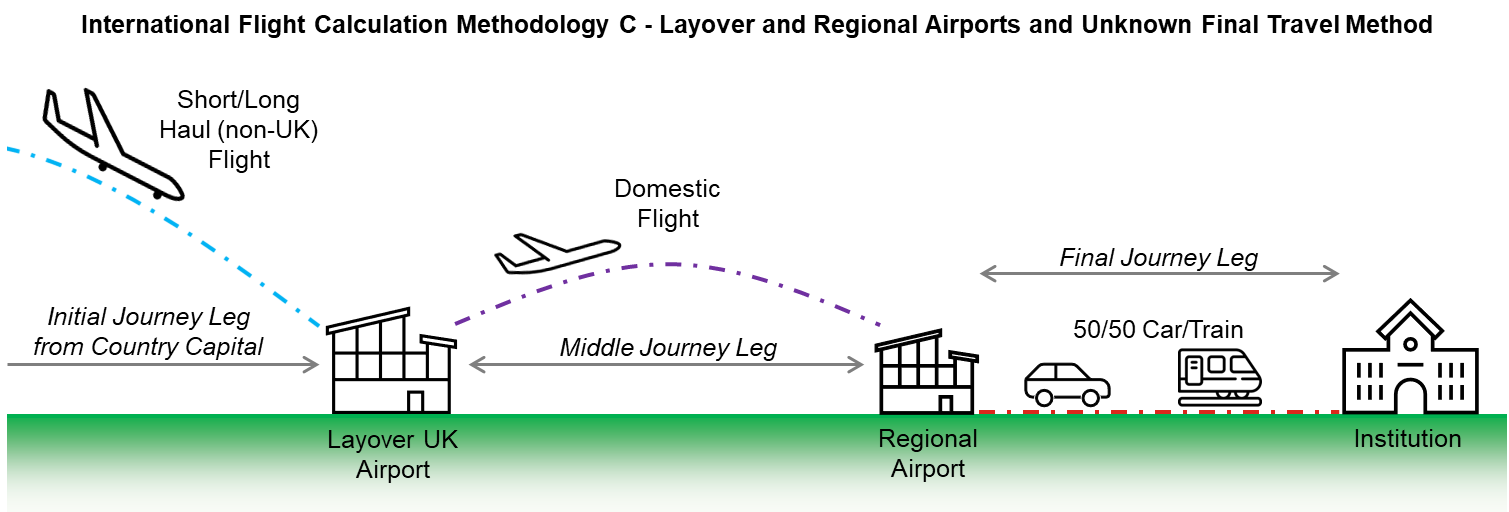 International Flight Calculation Methodology C - Layover and Regional Airports and Unknown Final Travel Method
Short/Long
Haul (non-UK)
Flight
Domestic
Flight
Final Journey Leg
Initial Journey Leg
from Country Capital
Middle Journey Leg
50/50 Car/Train
Layover UK
Airport
Regional
Airport
Institution